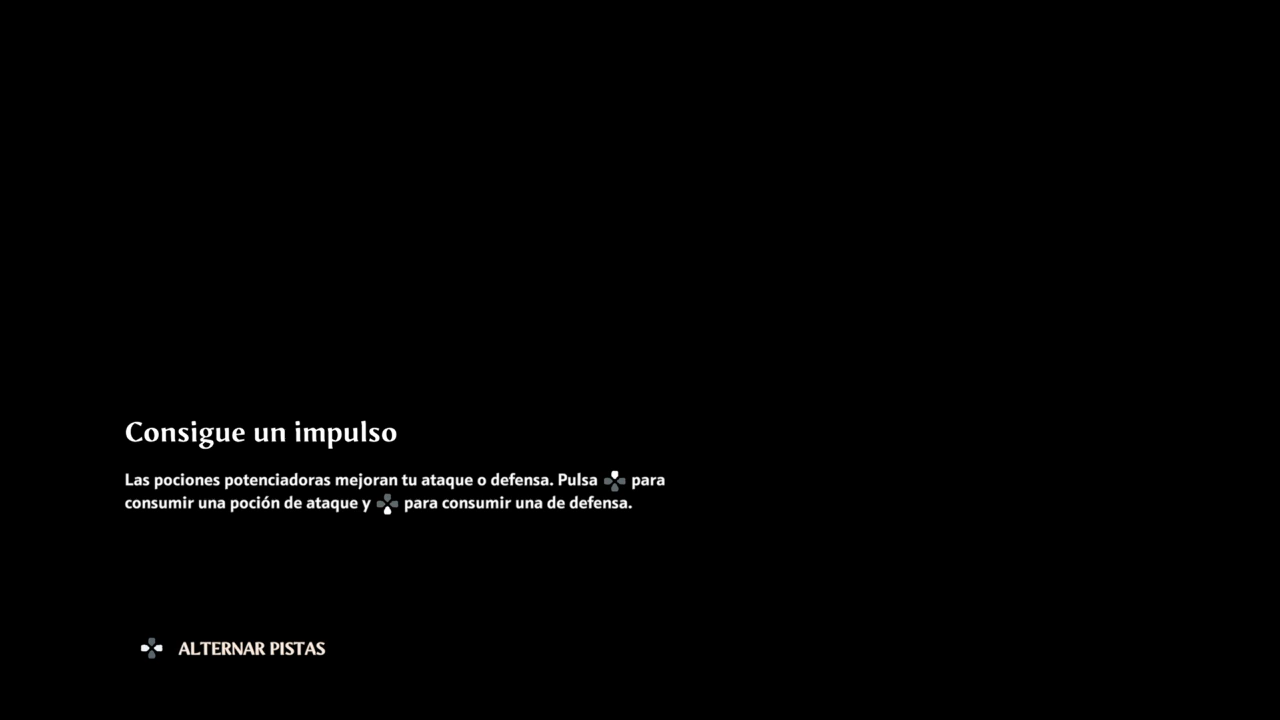 Consigue un impulso
Las pociones potenciadoras mejoran tu ataque o defensa. Pulsa para
consumir una poción de ataque y para consumir una de defensa.
ALTERNAR PISTAS